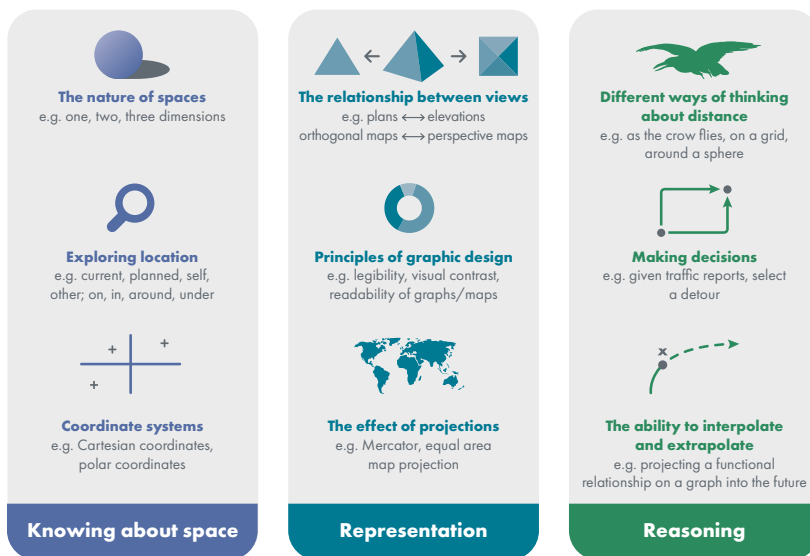 The nature of spaces
e.g. one, two, three dimensions
Exploring location
e.g. current, planned, self,
other; on, in, around, under
Coordinate systems
e.g. Cartesian coordinates,
polar coordinates
Knowing about space
The relationship between views
e.g. plans ⟷ elevations
orthogonal maps ⟷ perspective maps
Principles of graphic design
e.g. legibility, visual contrast,
readability of graphs/maps
The effect of projections
e.g. Mercator, equal area
map projection
Representation
Different ways of thinking
about distance
e.g. as the crow flies, on a grid,
around a sphere
Making decisions
e.g. given traffic reports, select
a detour
x
The ability to interpolate
and extrapolate
e.g. projecting a functional
relationship on a graph into the future
Reasoning